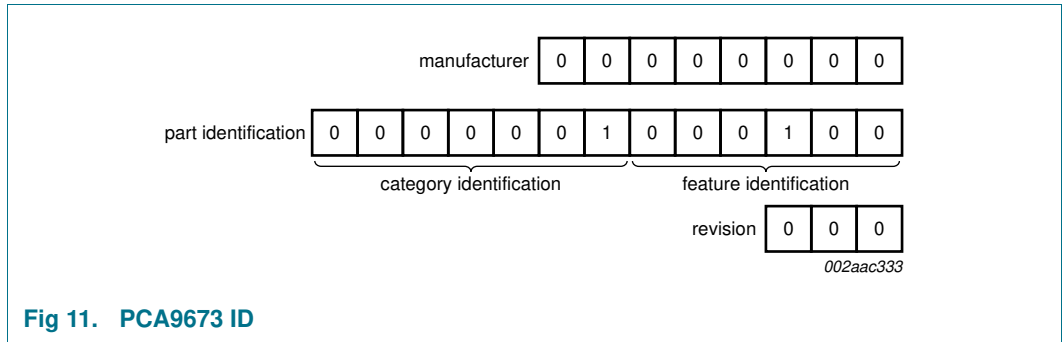 manufacturer 0 0 0 0 0 0 0 0
part identification 0 0 0 0 0 0 1 0 0 0 1 0 0
category identification feature identification
revision 0 0 0
002aac333
Fig 11. PCA9673 ID